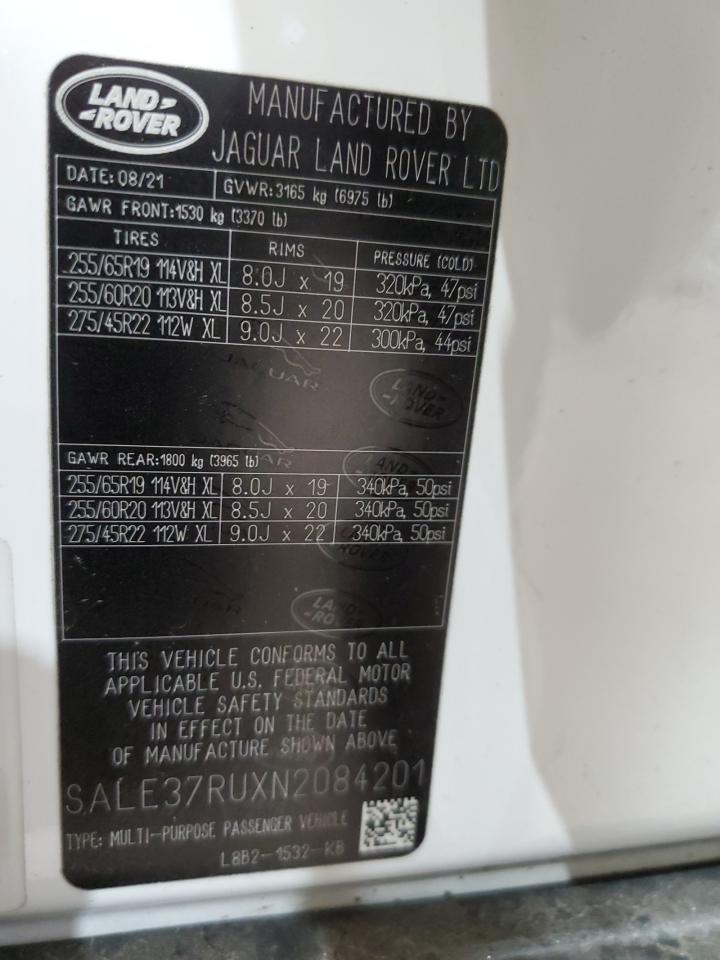 LAND ROVER
MANUFACTURED BY
JAGUAR LAND ROVER LTD
DATE: 08/21 GVWR: 3165 kg (6975 lb)
GAWR FRONT: 1530 kg (3370 lb)
TIRES RIMS PRESSURE (COLD)
255/65R19 114V&H XL 8.0J x 19 320kPa, 47psi
255/60R20 113V&H XL 8.5J x 20 320kPa, 47psi
275/45R22 112W XL 9.0J x 22 300kPa, 44psi
JAGUAR
LAND ROVER
GAWR REAR: 1800 kg (3965 lb)
255/65R19 114V&H XL 8.0J x 19 340kPa, 50psi
255/60R20 113V&H XL 8.5J x 20 340kPa, 50psi
275/45R22 112W XL 9.0J x 22 340kPa, 50psi
LAND ROVER
THIS VEHICLE CONFORMS TO ALL
APPLICABLE U.S. FEDERAL MOTOR
VEHICLE SAFETY STANDARDS
IN EFFECT ON THE DATE
OF MANUFACTURE SHOWN ABOVE
SALE37RUXN2084201
TYPE: MULTI-PURPOSE PASSENGER VEHICLE
L8B2-1532-KB